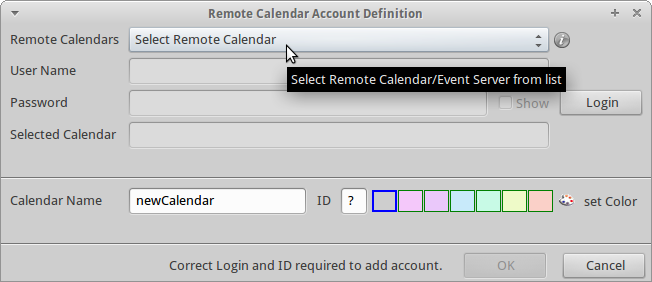 Remote Calendar Account Definition
Remote Calendars Select Remote Calendar
User Name
Select Remote Calendar/Event Server from list
Password Show Login
Selected Calendar
Calendar Name newCalendar ID ? set Color
Correct Login and ID required to add account. OK Cancel